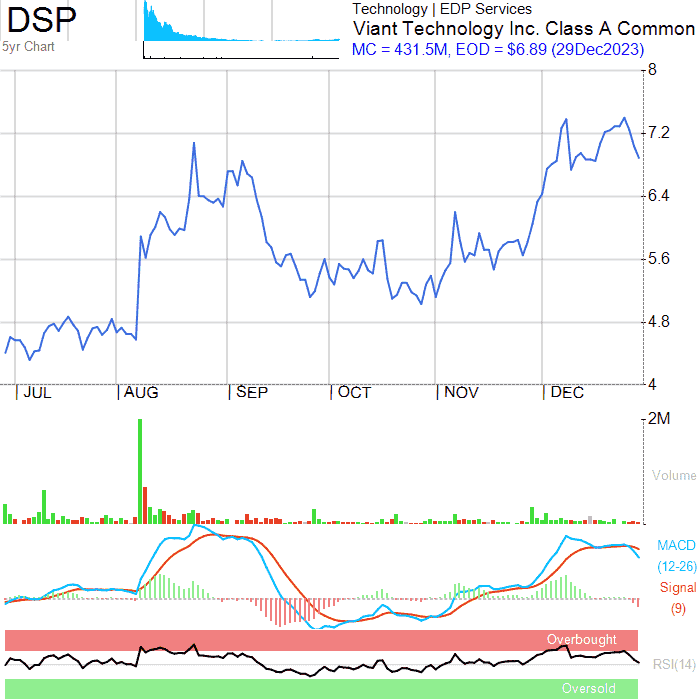 DSP
5yr Chart
Technology | EDP Services
Viant Technology Inc. Class A Common
MC = 431.5M, EOD = $6.89 (29Dec2023)
8
7.2
6.4
5.6
4.8
4
JUL AUG SEP OCT NOV DEC
2M
Volume
MACD
(12-26)
Signal
(9)
Overbought
RSI(14)
Oversold